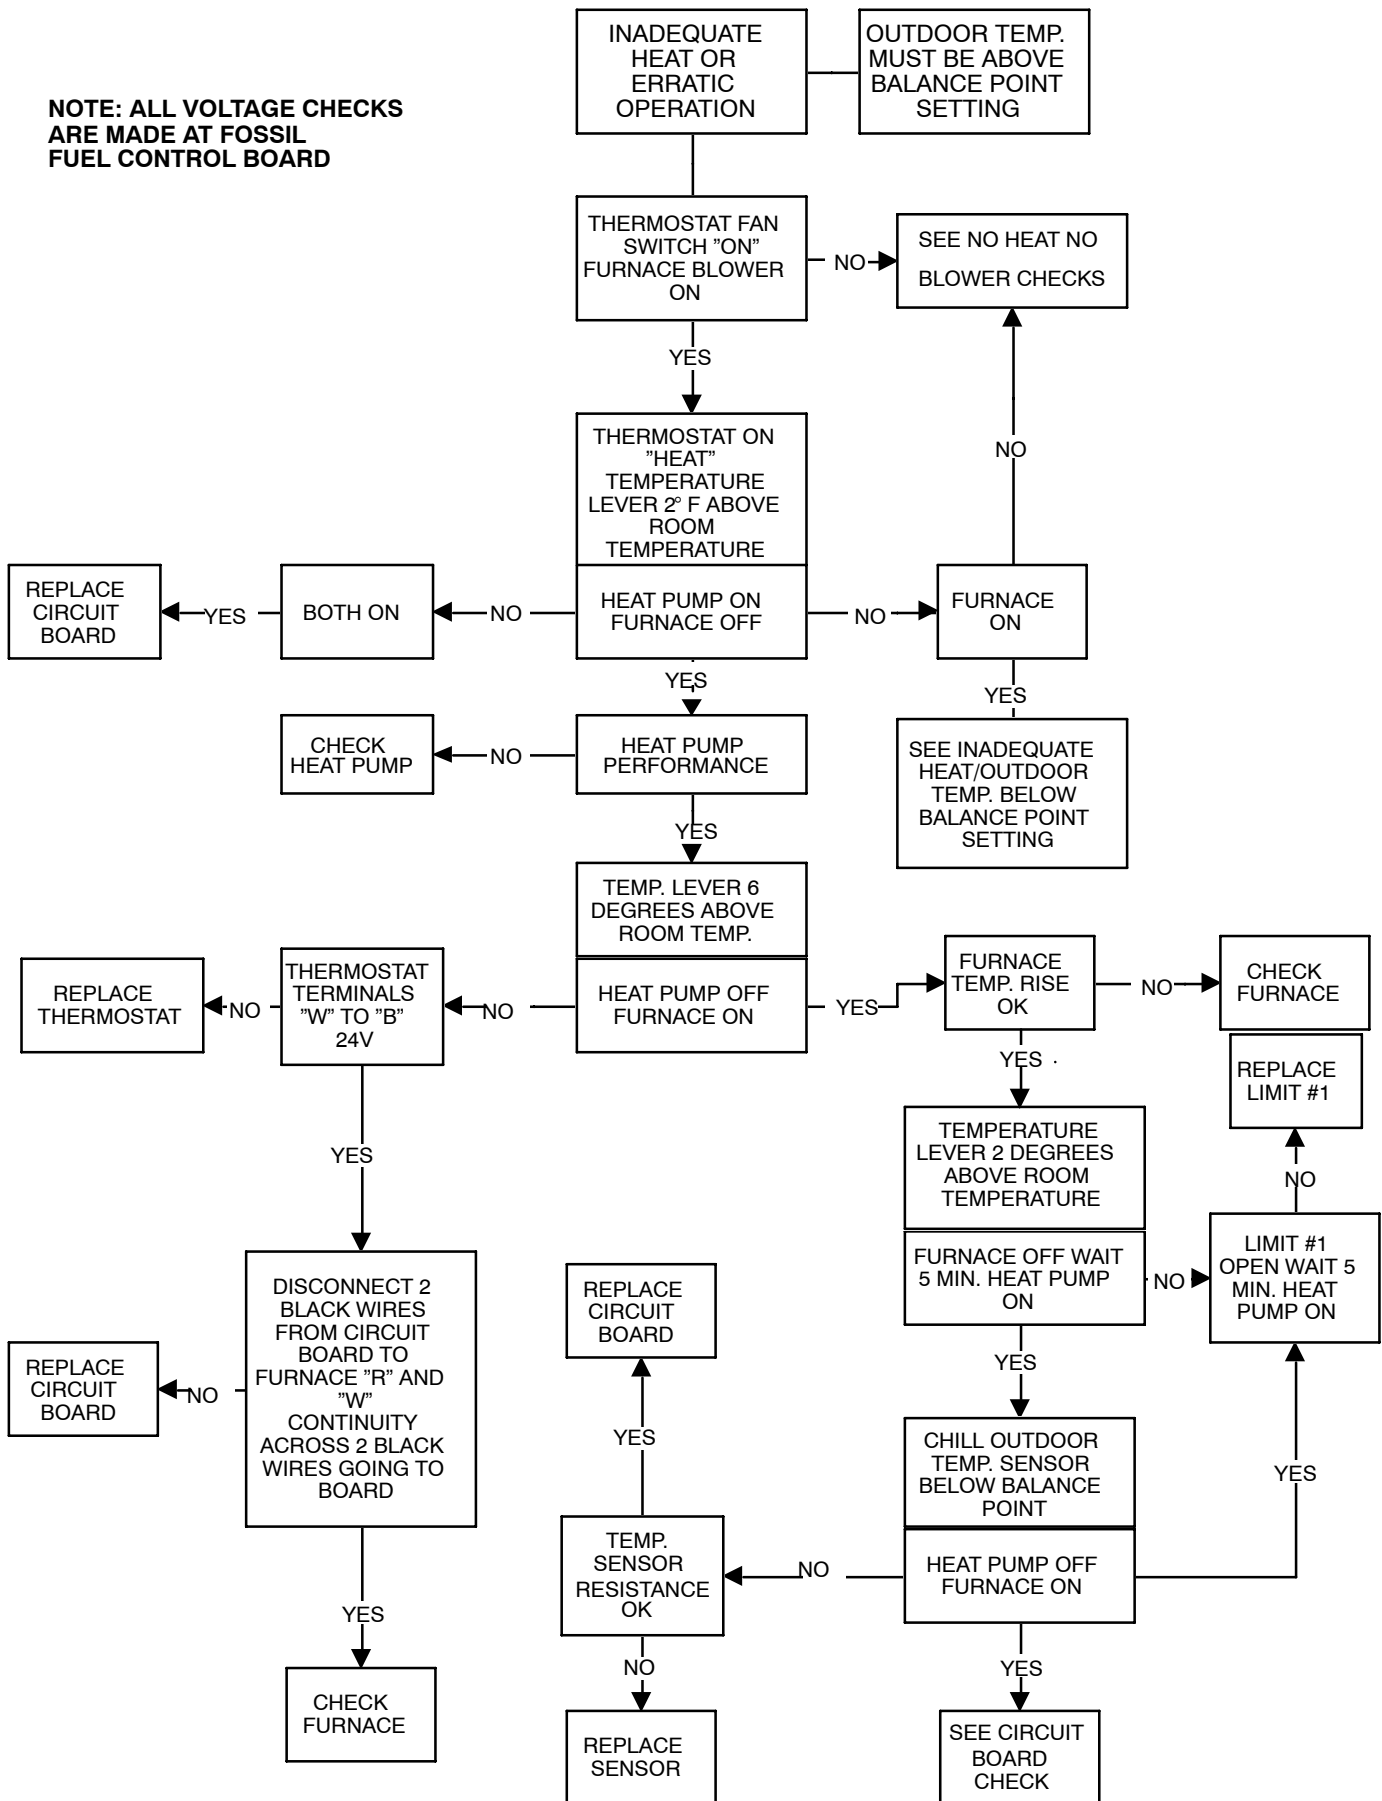 INADEQUATE
HEAT OR
ERRATIC
OPERATION
OUTDOOR TEMP.
MUST BE ABOVE
BALANCE POINT
SETTING
NOTE: ALL VOLTAGE CHECKS
ARE MADE AT FOSSIL
FUEL CONTROL BOARD
THERMOSTAT FAN
SWITCH ”ON”
FURNACE BLOWER
ON
NO
SEE NO HEAT NO
BLOWER CHECKS
YES
NO
THERMOSTAT ON
”HEAT”
TEMPERATURE
LEVER 2° F ABOVE
ROOM
TEMPERATURE
REPLACE
CIRCUIT
BOARD
YES
BOTH ON
NO
HEAT PUMP ON
FURNACE OFF
NO
FURNACE
ON
YES
YES
CHECK
HEAT PUMP
NO
HEAT PUMP
PERFORMANCE
SEE INADEQUATE
HEAT/OUTDOOR
TEMP. BELOW
BALANCE POINT
SETTING
YES
TEMP. LEVER 6
DEGREES ABOVE
ROOM TEMP.
REPLACE
THERMOSTAT
NO
THERMOSTAT
TERMINALS
”W” TO ”B”
24V
NO
HEAT PUMP OFF
FURNACE ON
YES
FURNACE
TEMP. RISE
OK
NO
CHECK
FURNACE
YES .
REPLACE
LIMIT #1
TEMPERATURE
LEVER 2 DEGREES
ABOVE ROOM
TEMPERATURE
NO
YES
FURNACE OFF WAIT
5 MIN. HEAT PUMP
ON
NO
LIMIT #1
OPEN WAIT 5
MIN. HEAT
PUMP ON
DISCONNECT 2
BLACK WIRES
FROM CIRCUIT
BOARD TO
FURNACE ”R” AND
”W”
CONTINUITY
ACROSS 2 BLACK
WIRES GOING TO
BOARD
REPLACE
CIRCUIT
BOARD
NO
REPLACE
CIRCUIT
BOARD
YES
YES
CHILL OUTDOOR
TEMP. SENSOR
BELOW BALANCE
POINT
YES
TEMP.
SENSOR
RESISTANCE
OK
NO
HEAT PUMP OFF
FURNACE ON
YES
NO
YES
CHECK
FURNACE
REPLACE
SENSOR
SEE CIRCUIT
BOARD
CHECK